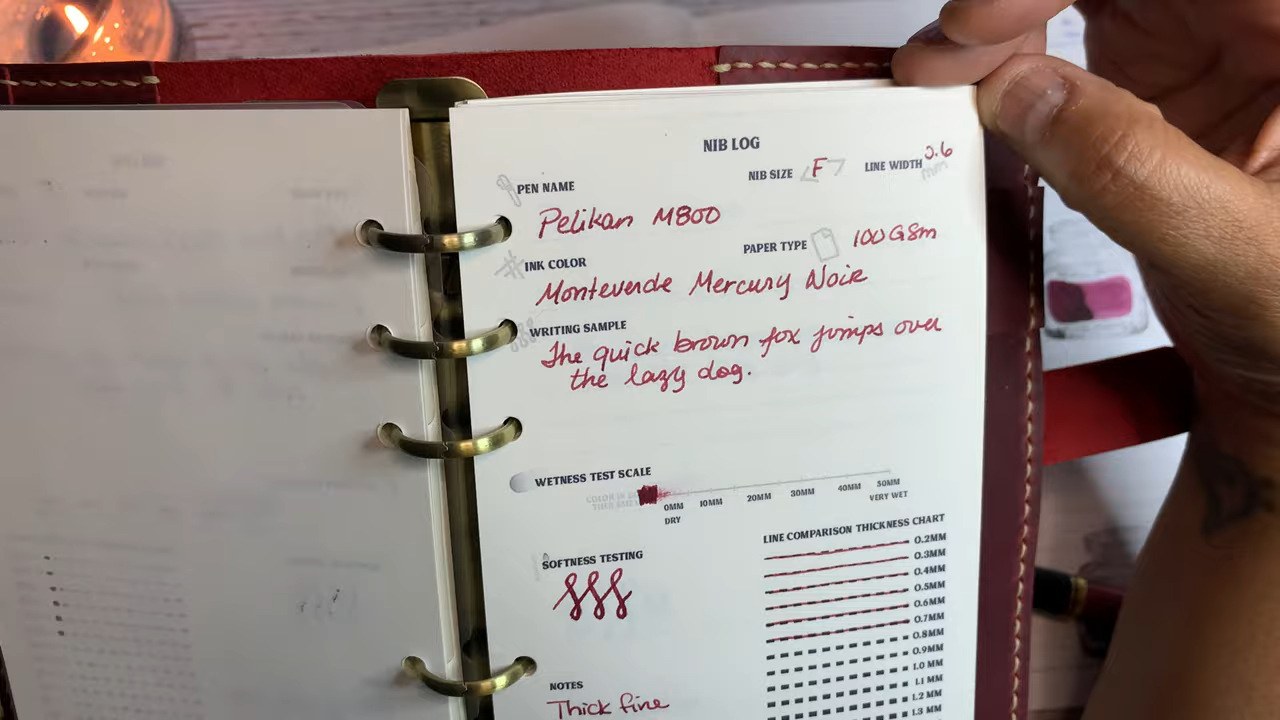 NIB LOG
NIB SIZE F LINE WIDTH 0.6
mm
PEN NAME
Pelikan M800
PAPER TYPE 100GSm
INK COLOR
Monteverde Mercury Noir
WRITING SAMPLE
The quick brown fox jumps over
the lazy dog.
WETNESS TEST SCALE
COLOR IN
0MM 10MM 20MM 30MM 40MM 50MM
DRY VERY WET
LINE COMPARISON THICKNESS CHART
SOFTNESS TESTING
0.2MM
0.3MM
0.4MM
0.5MM
0.6MM
0.7MM
0.8MM
0.9MM
1.0 MM
1.1 MM
1.2 MM
1.3 MM
NOTES
Thick fine